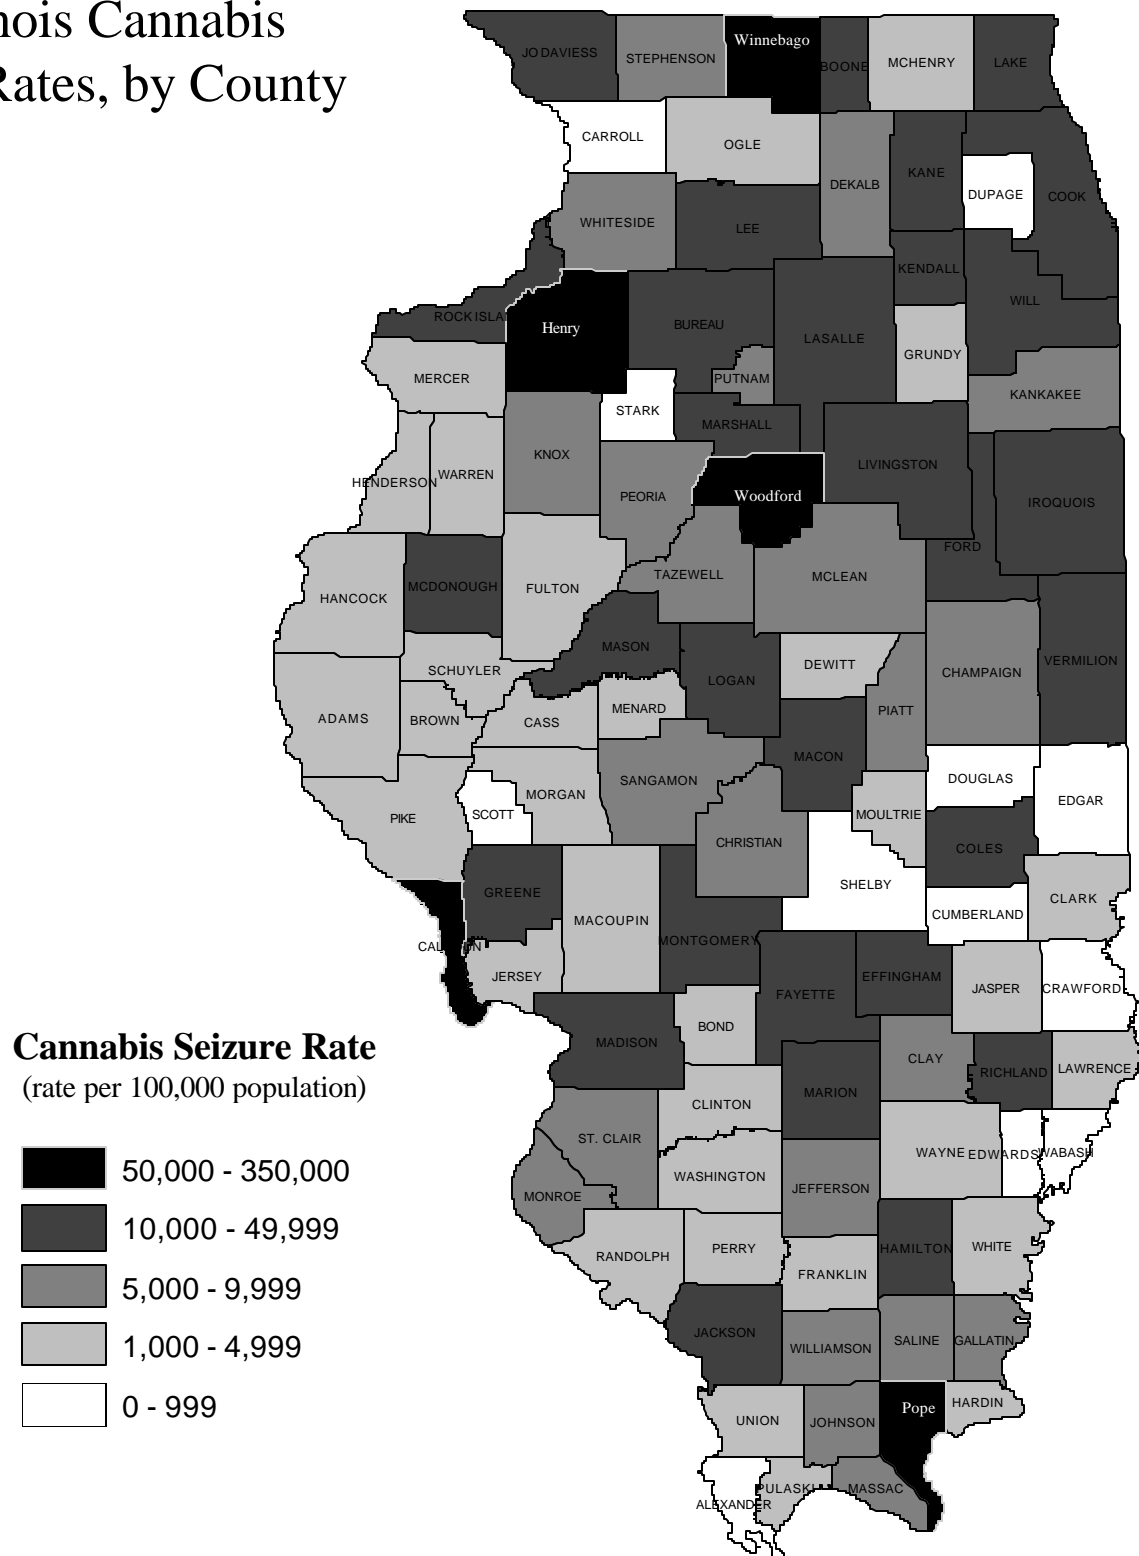 nois Cannabis
Rates, by County
JO DAVIESS
STEPHENSON
Winnebago
BOONE
MCHENRY
LAKE
CARROLL
OGLE
DEKALB
KANE
DUPAGE
COOK
WHITESIDE
LEE
KENDALL
WILL
ROCK ISLA
Henry
BUREAU
LASALLE
GRUNDY
MERCER
PUTNAM
KANKAKEE
STARK
MARSHALL
KNOX
LIVINGSTON
HENDERSON
WARREN
PEORIA
Woodford
IROQUOIS
FORD
HANCOCK
MCDONOUGH
FULTON
TAZEWELL
MCLEAN
SCHUYLER
MASON
LOGAN
DEWITT
CHAMPAIGN
VERMILION
ADAMS
BROWN
CASS
MENARD
PIATT
MACON
SANGAMON
DOUGLAS
EDGAR
PIKE
SCOTT
MORGAN
MOULTRIE
CHRISTIAN
COLES
GREENE
SHELBY
CLARK
MACOUPIN
CUMBERLAND
CAL N
MONTGOMERY
JERSEY
FAYETTE
EFFINGHAM
JASPER
CRAWFORD
BOND
MADISON
CLAY
RICHLAND
LAWRENCE
MARION
CLINTON
ST. CLAIR
WAYNE
EDWARDS
WABASH
WASHINGTON
JEFFERSON
MONROE
RANDOLPH
PERRY
HAMILTON
WHITE
FRANKLIN
JACKSON
WILLIAMSON
SALINE
GALLATIN
UNION
JOHNSON
Pope
HARDIN
PULASKI
MASSAC
ALEXANDER
Cannabis Seizure Rate
(rate per 100,000 population)
50,000 - 350,000
10,000 - 49,999
5,000 - 9,999
1,000 - 4,999
0 - 999